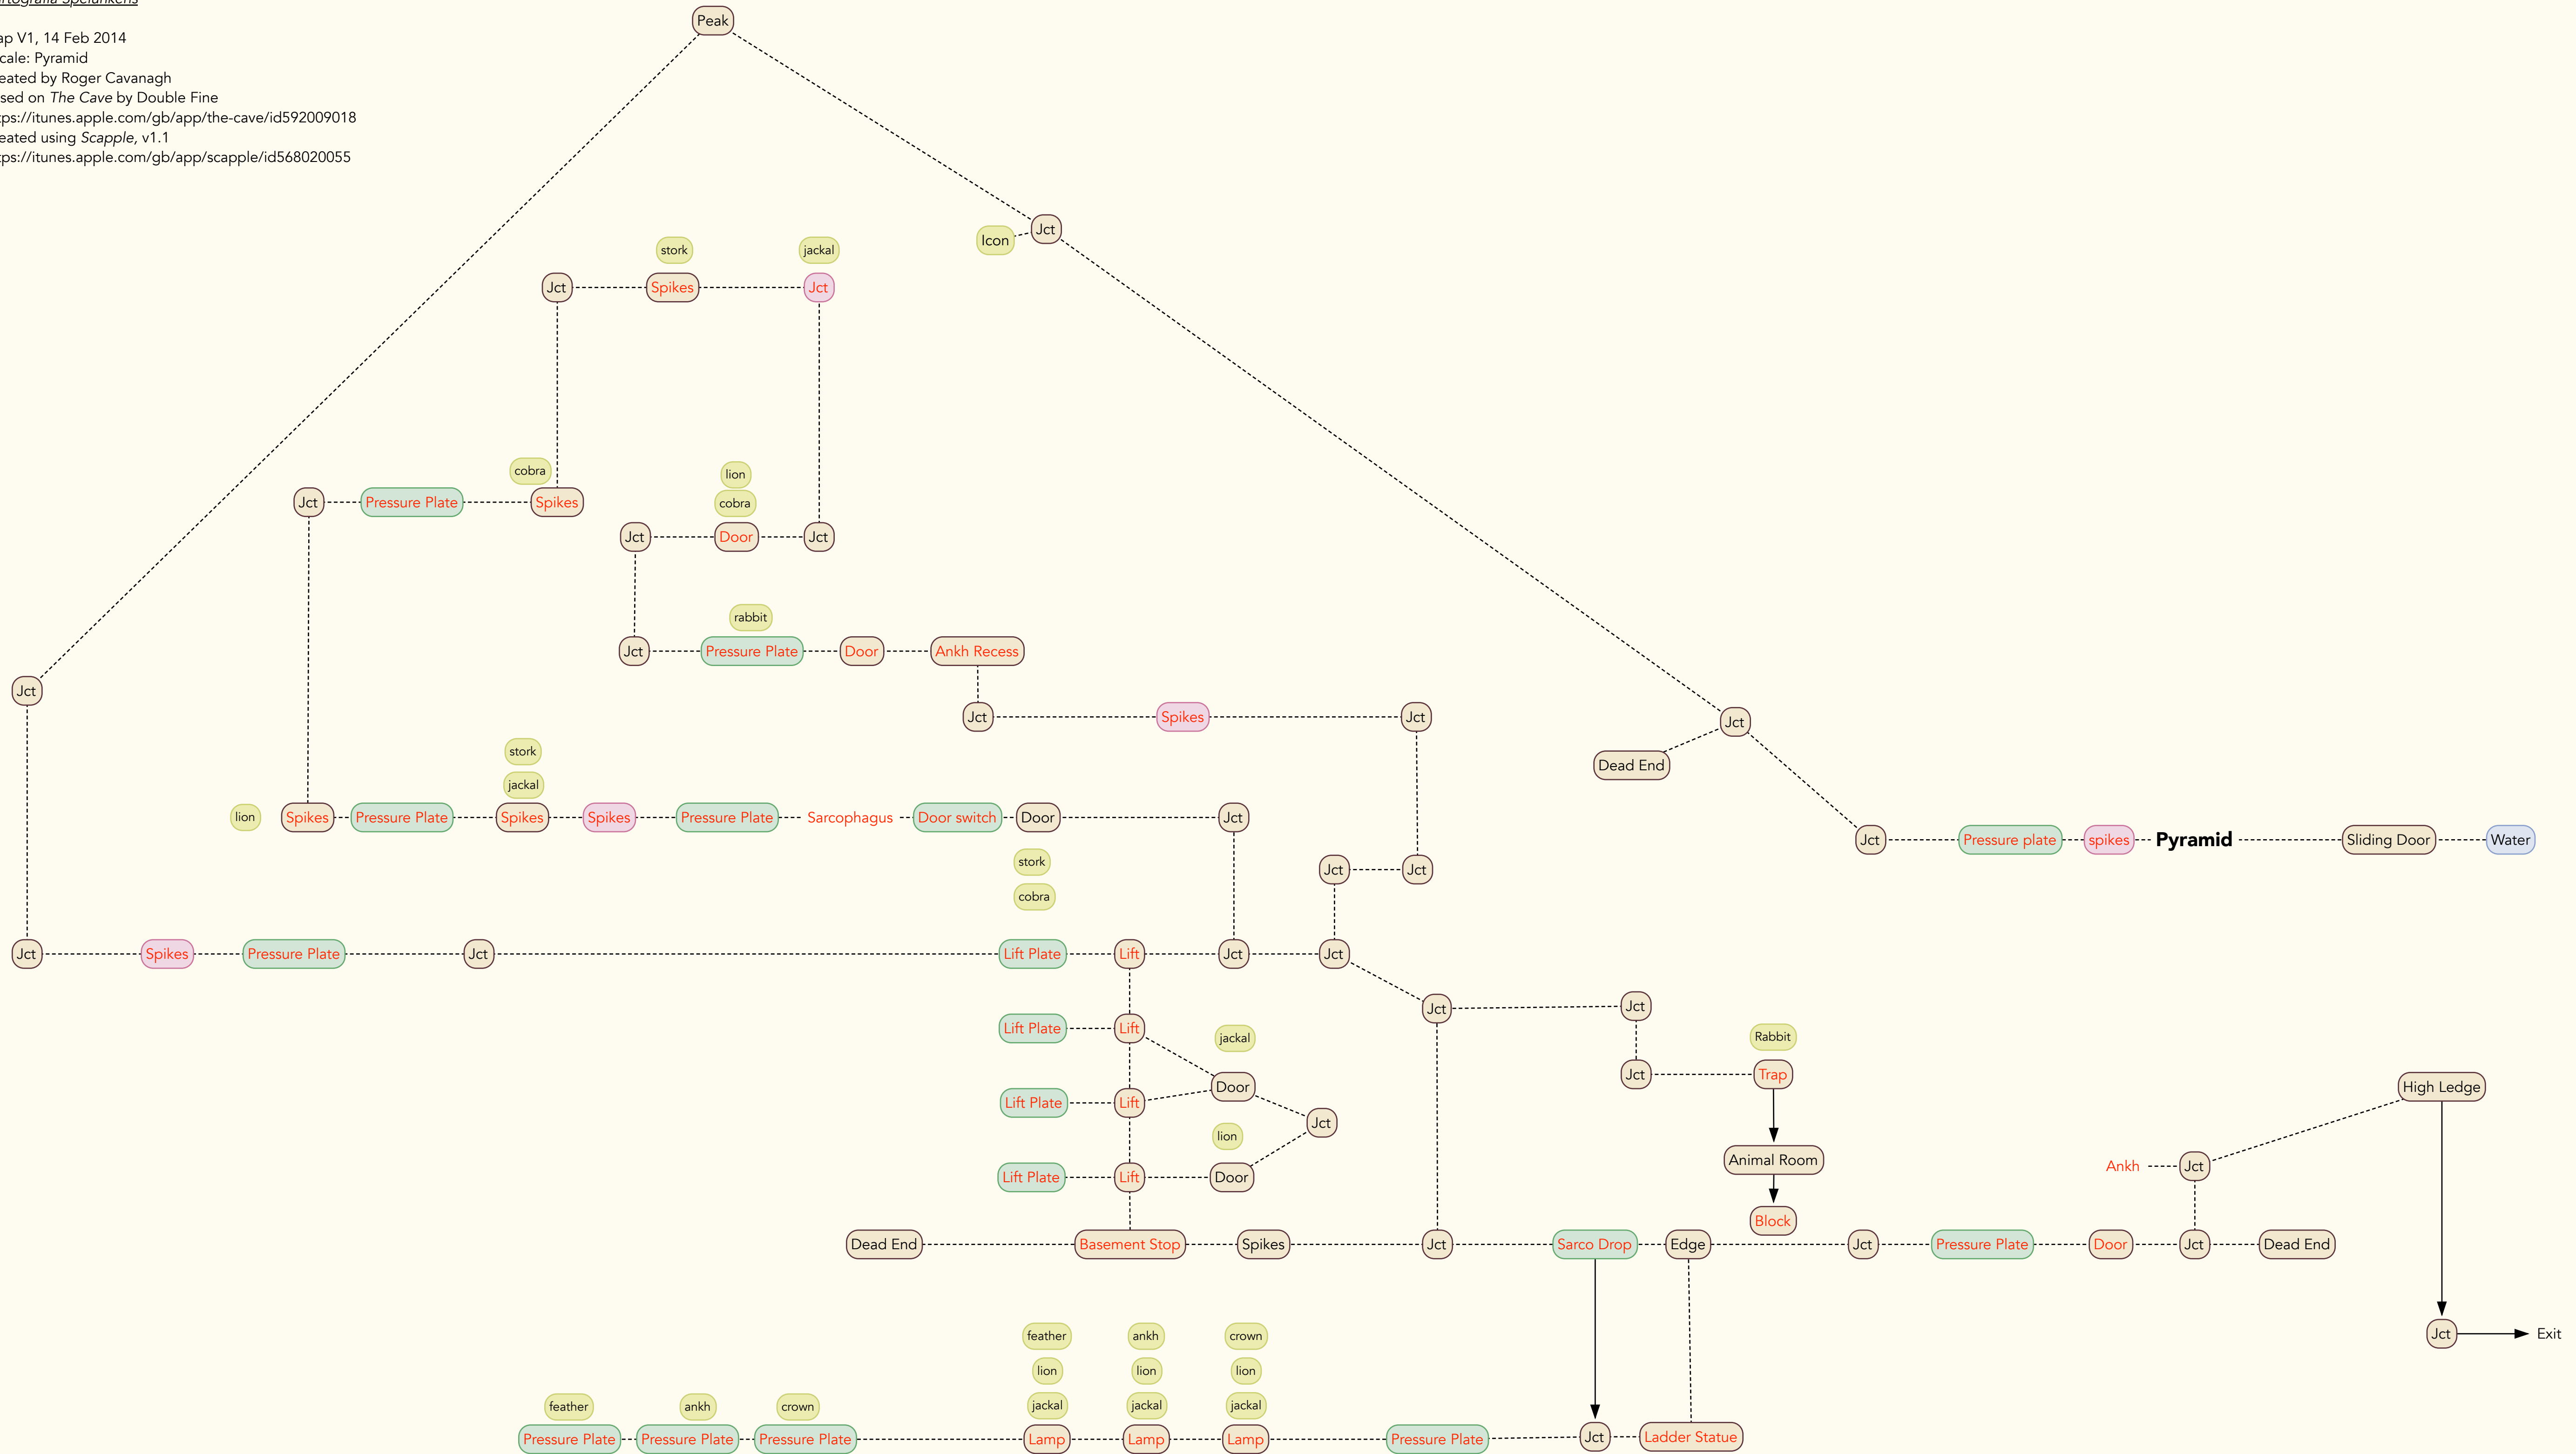 rtografia Spelunkens
Peak
ap V1, 14 Feb 2014
cale: Pyramid
eated by Roger Cavanagh
sed on The Cave by Double Fine
tps://itunes.apple.com/gb/app/the-cave/id592009018
eated using Scapple, v1.1
tps://itunes.apple.com/gb/app/scapple/id568020055
Icon Jct
stork jackal
Jct Spikes Jct
cobra lion
Jct Pressure Plate Spikes cobra
Jct Door Jct
rabbit
Jct Pressure Plate Door Ankh Recess
Jct
Jct Spikes Jct Jct
stork Dead End
jackal
lion Spikes Pressure Plate Spikes Spikes Pressure Plate Sarcophagus Door switch Door Jct
Jct Pressure plate spikes Pyramid Sliding Door Water
stork Jct Jct
cobra
Jct Spikes Pressure Plate Jct Lift Plate Lift Jct Jct
Jct Jct
Lift Plate Lift jackal Rabbit
Jct Trap
Lift Plate Lift Door High Ledge
Jct
lion Animal Room Ankh Jct
Lift Plate Lift Door
Block
Dead End Basement Stop Spikes Jct Sarco Drop Edge Jct Pressure Plate Door Jct Dead End
feather ankh crown Jct Exit
lion lion lion
feather ankh crown jackal jackal jackal
Pressure Plate Pressure Plate Pressure Plate Lamp Lamp Lamp Pressure Plate Jct Ladder Statue